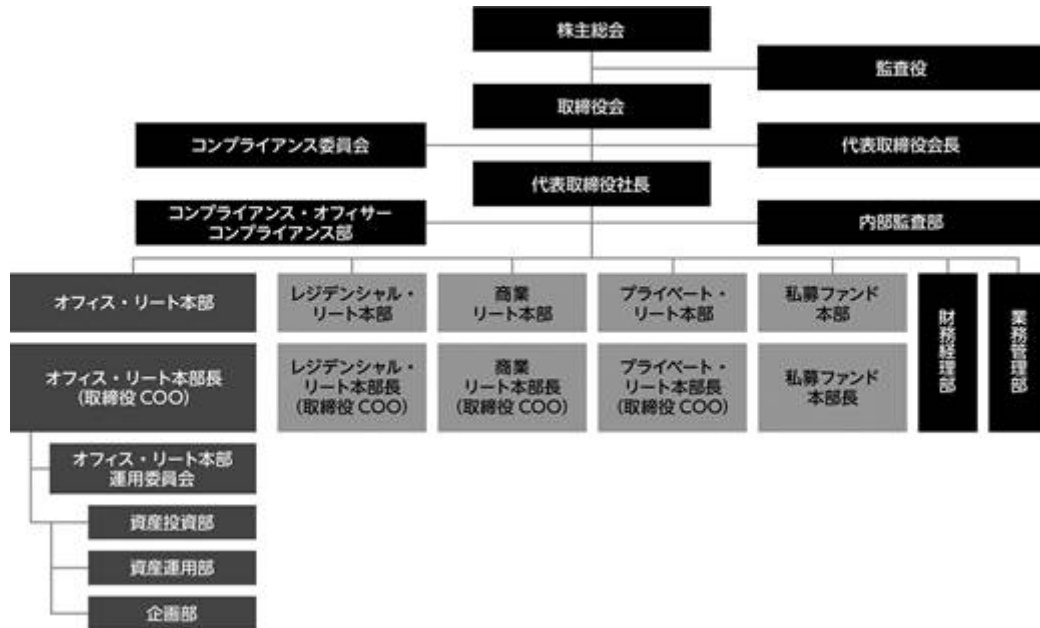 株主総会
監査役
取締役会
コンプライアンス委員会
代表取締役会長
代表取締役社長
コンプライアンス・オフィサー
コンプライアンス部
内部監査部
オフィス・リート本部
レジデンシャル・
リート本部
商業
リート本部
プライベート・
リート本部
私募ファンド
本部
財務経理部
業務管理部
オフィス・リート本部長
(取締役 COO)
レジデンシャル・
リート本部長
(取締役 COO)
商業
リート本部長
(取締役 COO)
プライベート・
リート本部長
(取締役 COO)
私募ファンド
本部長
オフィス・リート本部
運用委員会
資産投資部
資産運用部
企画部